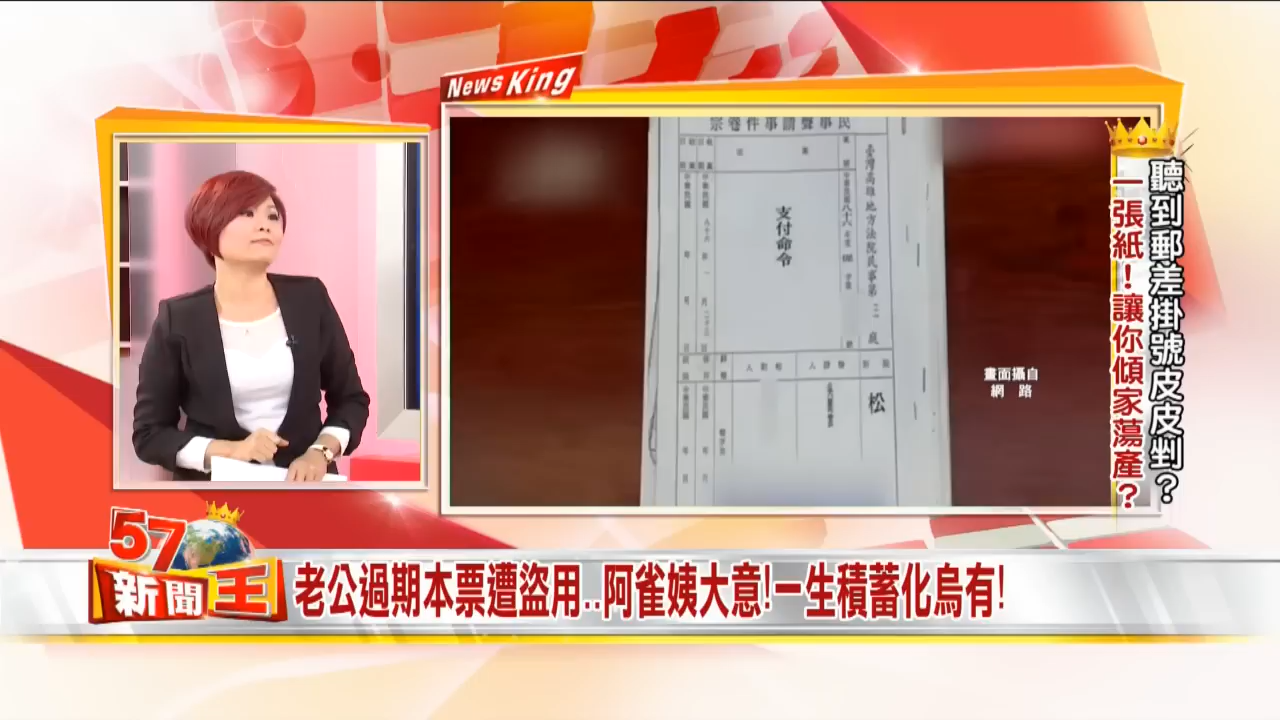 News King
聽到郵差掛號皮皮剉?
一張紙!讓你傾家蕩產?
民事聲請事件卷宗
臺灣高雄地方法院民事第
庭
支付命令
松
畫面攝自
網 路
57
新聞王
老公過期本票遭盜用..阿雀姨大意!一生積蓄化烏有!